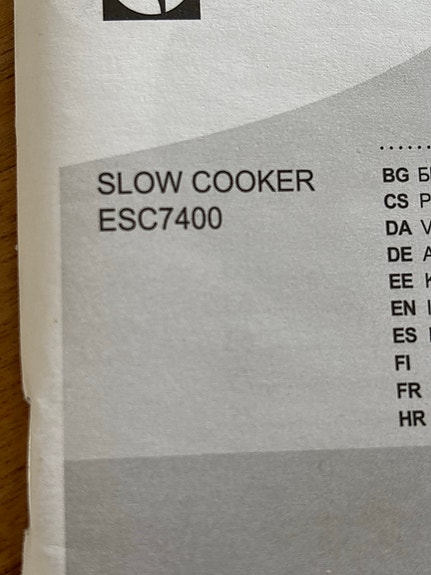 SLOW COOKER
ESC7400
BG
CS
DA
DE
EE
EN
ES
FI
FR
HR